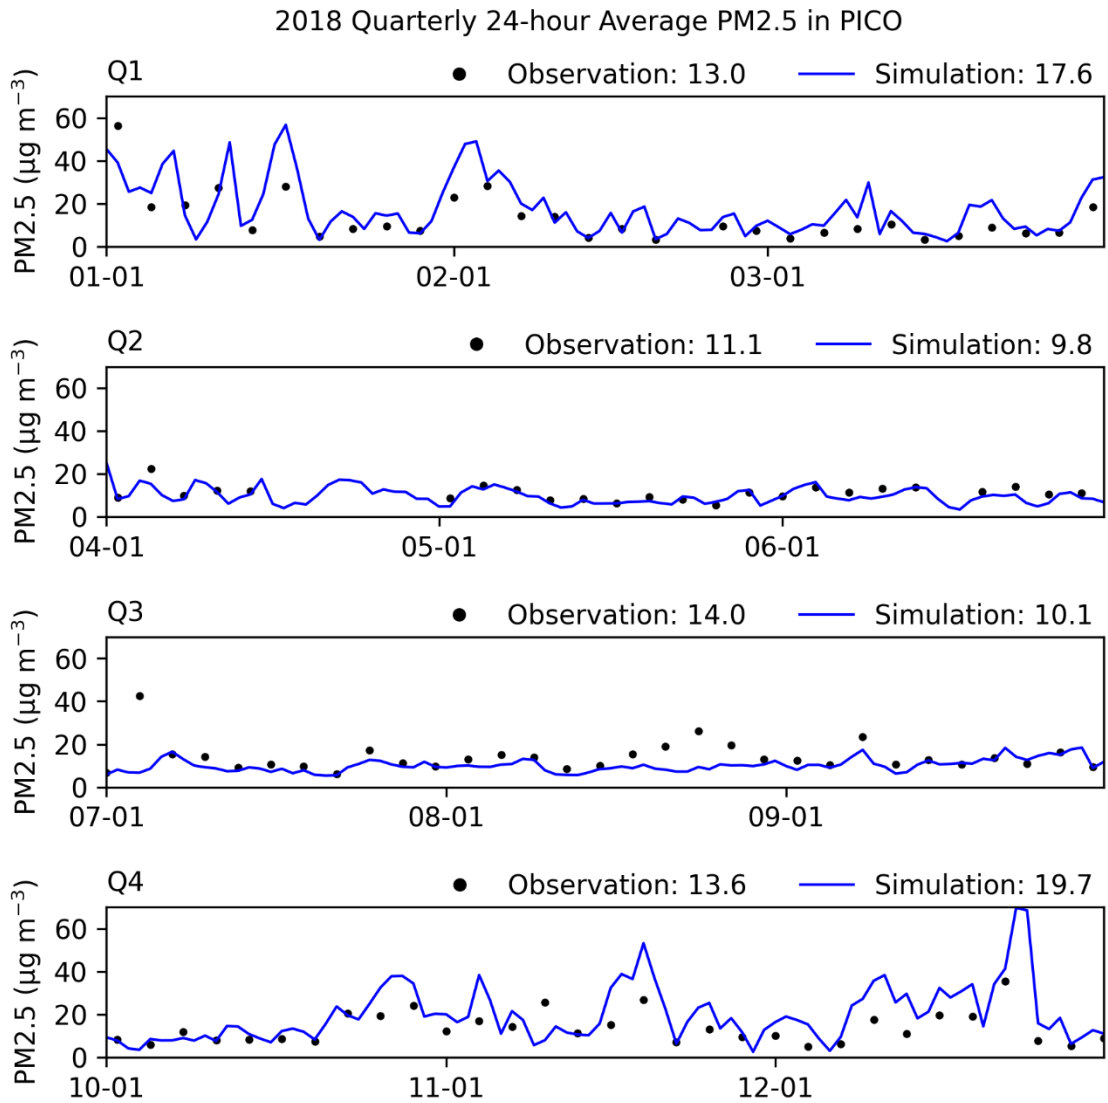 2018 Quarterly 24-hour Average PM2.5 in PICO
Q1 Observation: 13.0 Simulation: 17.6
PM2.5 (μg m⁻³)
60
40
20
0
01-01 02-01 03-01
Q2 Observation: 11.1 Simulation: 9.8
PM2.5 (μg m⁻³)
60
40
20
0
04-01 05-01 06-01
Q3 Observation: 14.0 Simulation: 10.1
PM2.5 (μg m⁻³)
60
40
20
0
07-01 08-01 09-01
Q4 Observation: 13.6 Simulation: 19.7
PM2.5 (μg m⁻³)
60
40
20
0
10-01 11-01 12-01